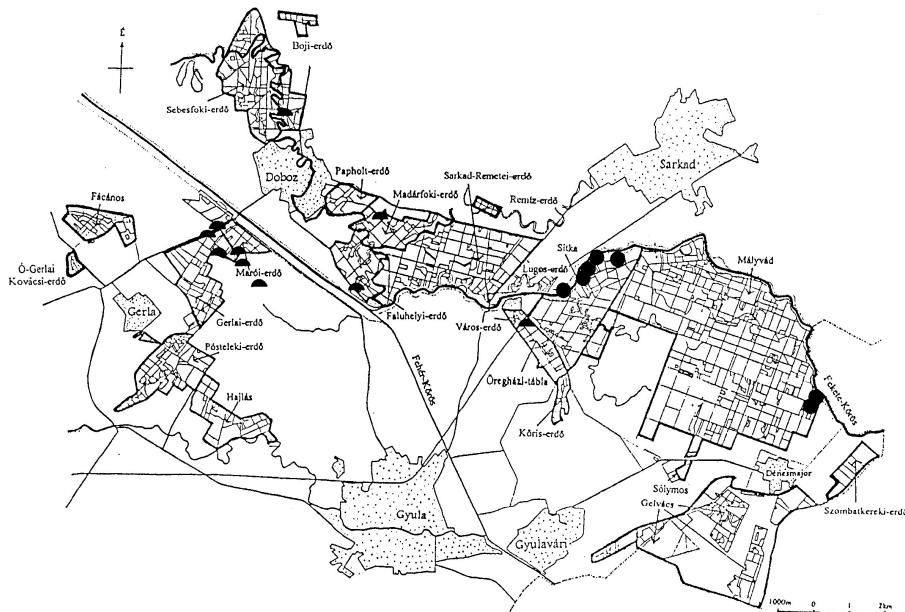 É
Boji-erdő
Sebesfoki-erdő
Doboz
Papholt-erdő
Sarkad-Remetei-erdő
Sarkad
Madárfoki-erdő
Remíz-erdő
Fácános
Sitka
Mályvád
Maróí-erdő
Lugos-erdő
Ó-Gerlai
Kovácsi-erdő
Gerla
Gerlai-erdő
Faluhelyi-erdő
Város-erdő
Pósteleki-erdő
Öregházi-tábla
Fehér-Körös
Fekete-Körös
Hajlás
Kőris-erdő
Dénesmajor
Sólymos
Gelvács
Szombatkereki-erdő
Gyula
Gyulavári
1000m 0 1 2km